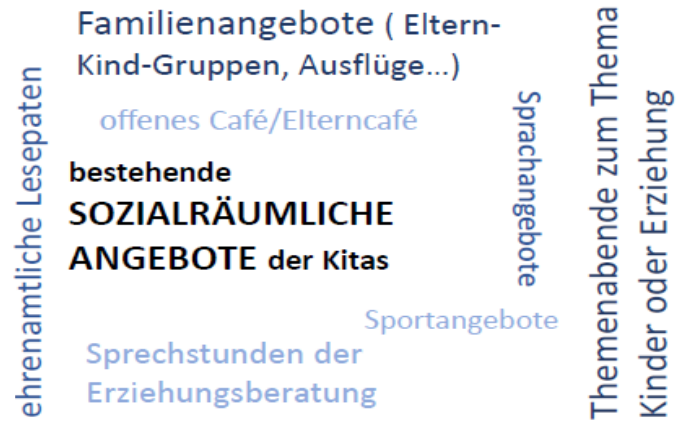 Familienangebote ( Eltern-
Kind-Gruppen, Ausflüge...)
offenes Café/Elterncafé
bestehende
SOZIALRÄUMLICHE
ANGEBOTE der Kitas
Sportangebote
Sprechstunden der
Erziehungsberatung
ehrenamtliche Lesepaten
Sprachangebote
Themenabende zum Thema
Kinder oder Erziehung